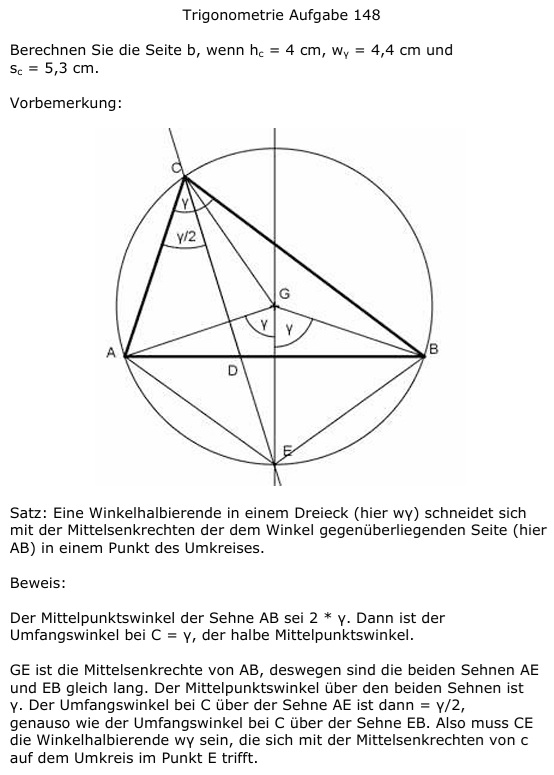 Trigonometrie Aufgabe 148
Berechnen Sie die Seite b, wenn hc = 4 cm, wγ = 4,4 cm und
sc = 5,3 cm.
Vorbemerkung:
C
γ
γ/2
G
γ γ
A
B
D
E
Satz: Eine Winkelhalbierende in einem Dreieck (hier wγ) schneidet sich
mit der Mittelsenkrechten der dem Winkel gegenüberliegenden Seite (hier
AB) in einem Punkt des Umkreises.
Beweis:
Der Mittelpunktswinkel der Sehne AB sei 2 * γ. Dann ist der
Umfangswinkel bei C = γ, der halbe Mittelpunktswinkel.
GE ist die Mittelsenkrechte von AB, deswegen sind die beiden Sehnen AE
und EB gleich lang. Der Mittelpunktswinkel über den beiden Sehnen ist
γ. Der Umfangswinkel bei C über der Sehne AE ist dann = γ/2,
genauso wie der Umfangswinkel bei C über der Sehne EB. Also muss CE
die Winkelhalbierende wγ sein, die sich mit der Mittelsenkrechten von c
auf dem Umkreis im Punkt E trifft.